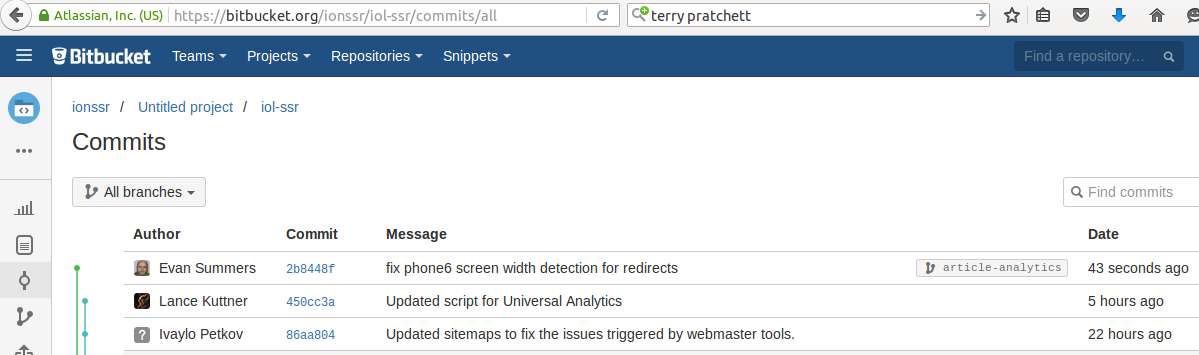 Atlassian, Inc. (US) https://bitbucket.org/ionssr/iol-ssr/commits/all terry pratchett
Bitbucket Teams Projects Repositories Snippets Find a repository...
ionssr / Untitled project / iol-ssr
Commits
All branches Find commits
Author Commit Message Date
Evan Summers 2b8448f fix phone6 screen width detection for redirects article-analytics 43 seconds ago
Lance Kuttner 450cc3a Updated script for Universal Analytics 5 hours ago
? Ivaylo Petkov 86aa804 Updated sitemaps to fix the issues triggered by webmaster tools. 22 hours ago